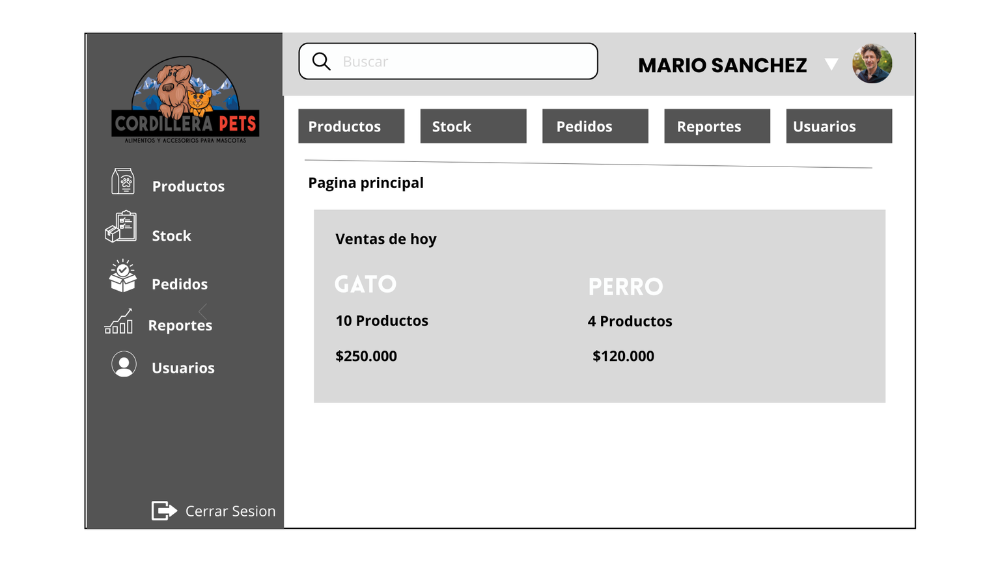 Buscar
MARIO SANCHEZ
CORDILLERA PETS
ALIMENTOS Y ACCESORIOS PARA MASCOTAS
Productos
Stock
Pedidos
Reportes
Usuarios
Cerrar Sesion
Productos
Stock
Pedidos
Reportes
Usuarios
Pagina principal
Ventas de hoy
GATO
PERRO
10 Productos
4 Productos
$250.000
$120.000